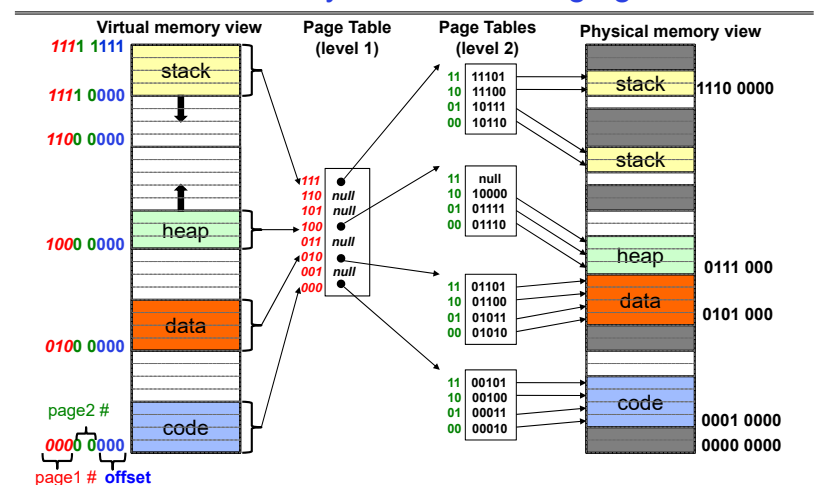 Virtual memory view
1111 1111
stack
1111 0000
1100 0000
heap
1000 0000
data
0100 0000
page2 #
code
0000 0000
page1 # offset
Page Table
(level 1)
111
110 null
101 null
100
011 null
010
001 null
000
Page Tables
(level 2)
11 11101
10 11100
01 10111
00 10110
11 null
10 10000
01 01111
00 01110
11 01101
10 01100
01 01011
00 01010
11 00101
10 00100
01 00011
00 00010
Physical memory view
stack 1110 0000
stack
heap
0111 000
data
0101 000
code
0001 0000
0000 0000